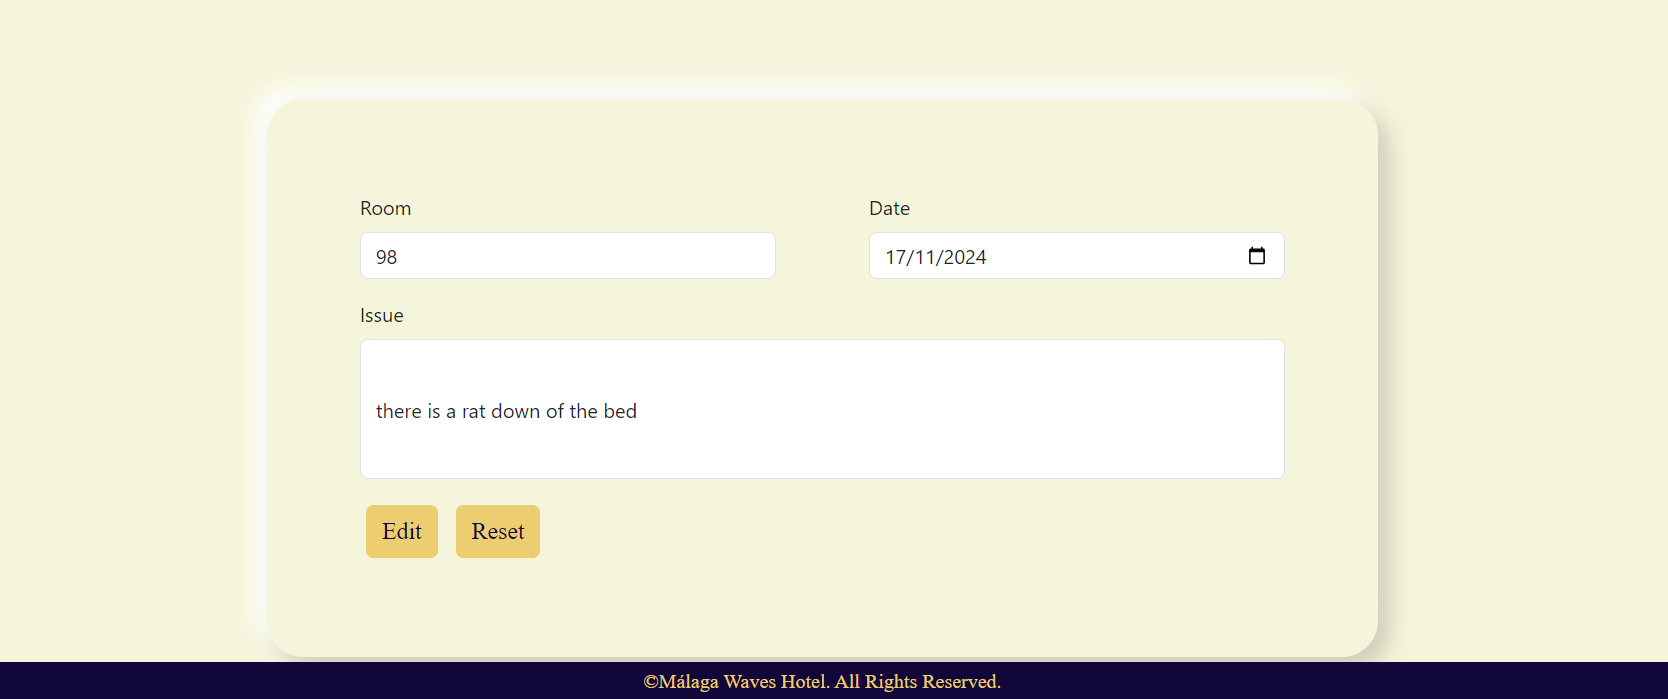 Room
Date
98
17/11/2024
Issue
there is a rat down of the bed
Edit
Reset
©Málaga Waves Hotel. All Rights Reserved.